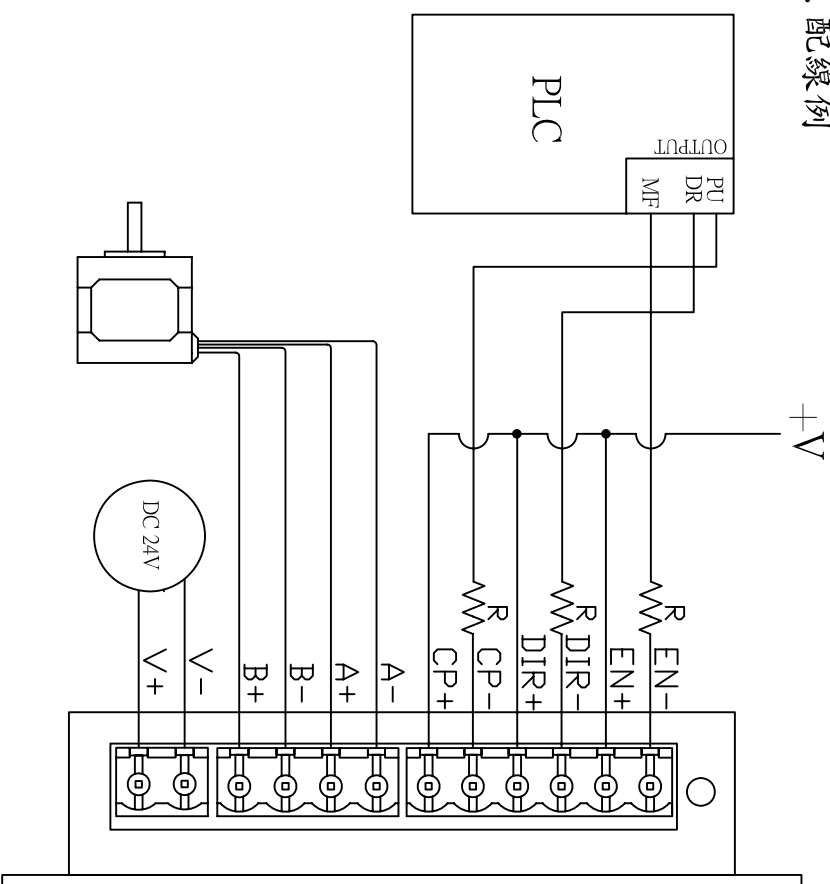 . 配線例
+V
OUTPUT
PU
DR
MF
PLC
R
EN-
EN+
R
DIR-
DIR+
R
CP-
CP+
A-
A+
B-
B+
V-
V+
DC 24V